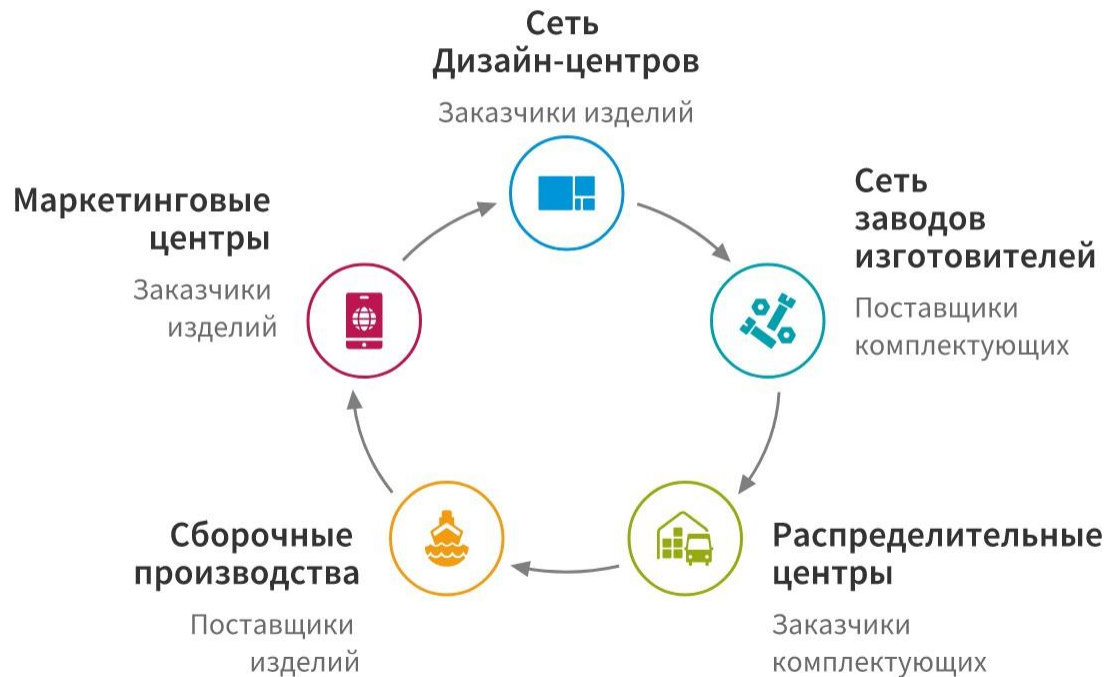 Сеть
Дизайн-центров
Заказчики изделий
Сеть
заводов
изготовителей
Поставщики
комплектующих
Распределительные
центры
Заказчики
комплектующих
Сборочные
производства
Поставщики
изделий
Маркетинговые
центры
Заказчики
изделий